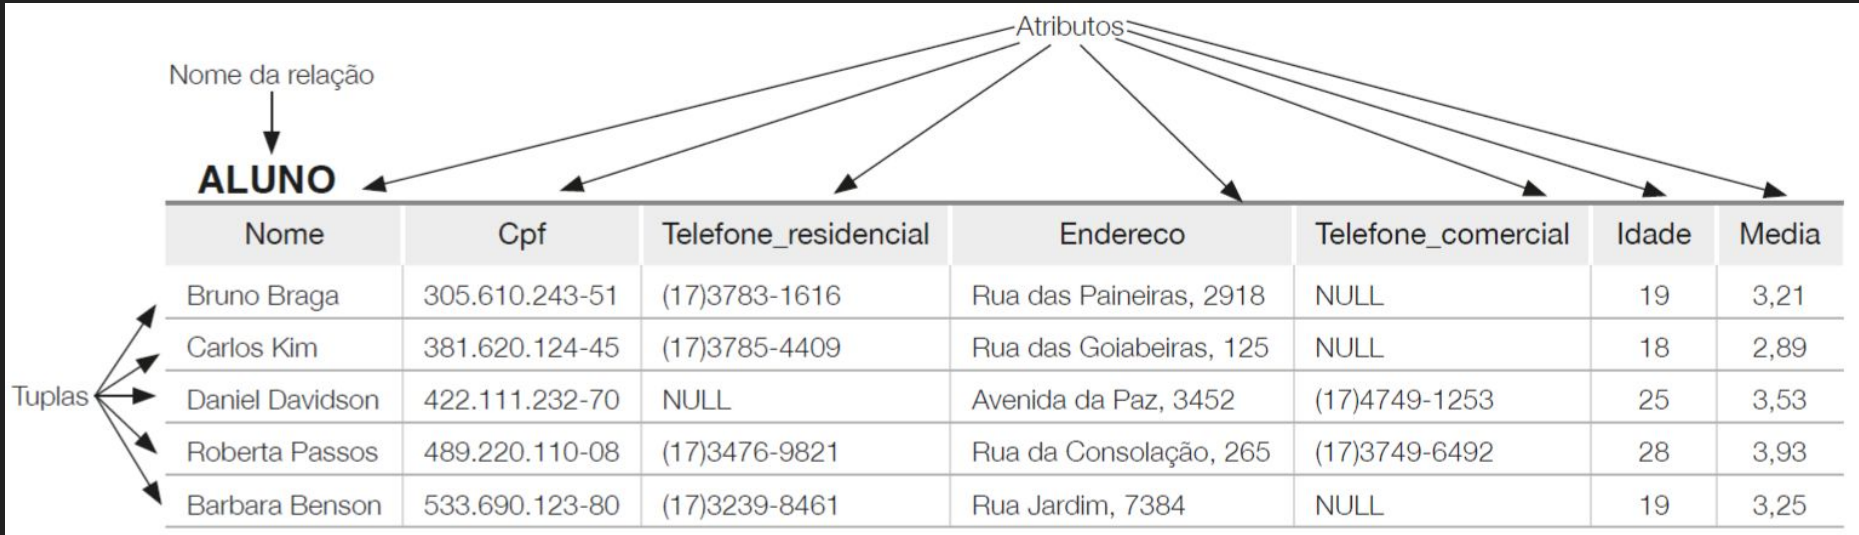 Atributos
Nome da relação
ALUNO
Nome Cpf Telefone_residencial Endereco Telefone_comercial Idade Media
Bruno Braga 305.610.243-51 (17)3783-1616 Rua das Paineiras, 2918 NULL 19 3,21
Carlos Kim 381.620.124-45 (17)3785-4409 Rua das Goiabeiras, 125 NULL 18 2,89
Tuplas Daniel Davidson 422.111.232-70 NULL Avenida da Paz, 3452 (17)4749-1253 25 3,53
Roberta Passos 489.220.110-08 (17)3476-9821 Rua da Consolação, 265 (17)3749-6492 28 3,93
Barbara Benson 533.690.123-80 (17)3239-8461 Rua Jardim, 7384 NULL 19 3,25